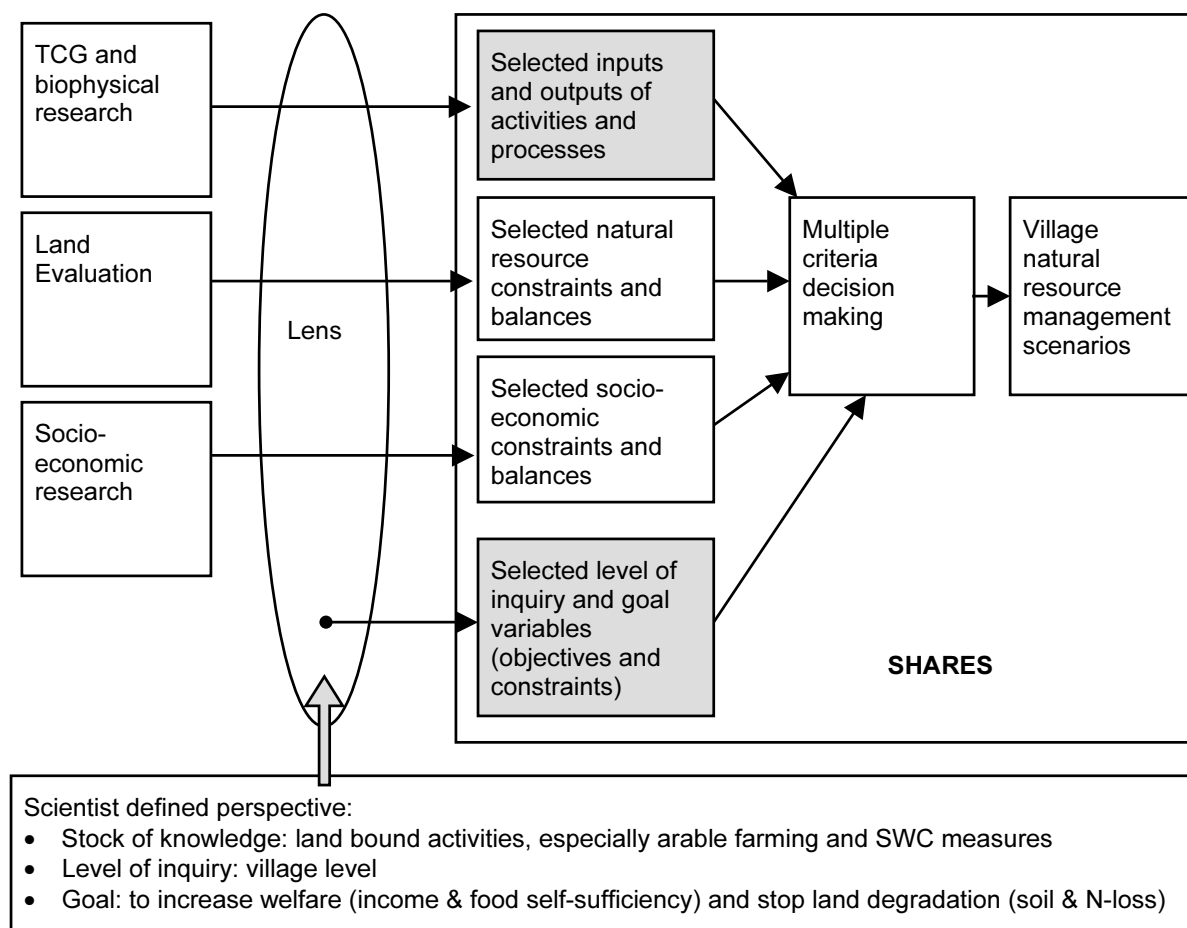 TCG and
biophysical
research
Land
Evaluation
Socio-
economic
research
Lens
Selected inputs
and outputs of
activities and
processes
Selected natural
resource
constraints and
balances
Selected socio-
economic
constraints and
balances
Selected level of
inquiry and goal
variables
(objectives and
constraints)
Multiple
criteria
decision
making
Village
natural
resource
management
scenarios
SHARES
Scientist defined perspective:
• Stock of knowledge: land bound activities, especially arable farming and SWC measures
• Level of inquiry: village level
• Goal: to increase welfare (income & food self-sufficiency) and stop land degradation (soil & N-loss)